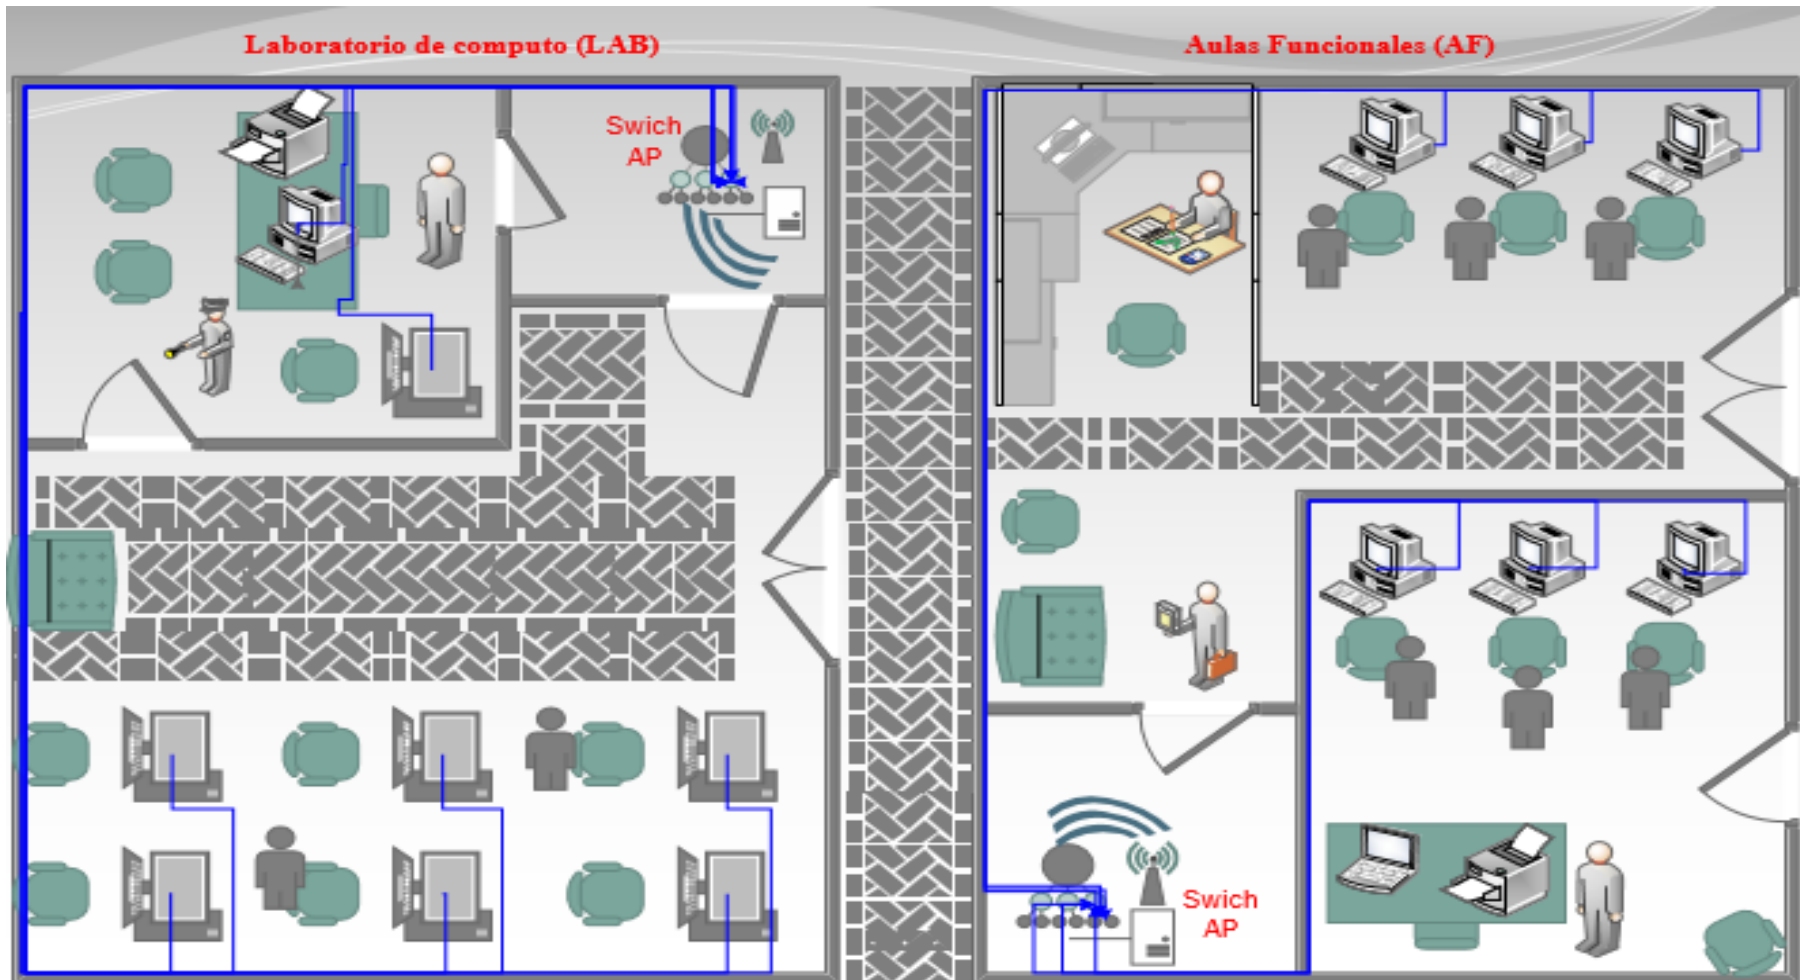 Laboratorio de computo (LAB)
Aulas Funcionales (AF)
Swich
AP
Swich
AP